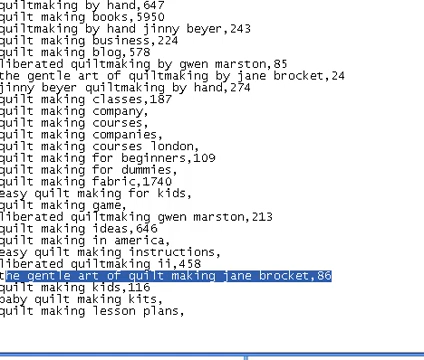 quiltmaking by hand,647
quilt making books,5950
quiltmaking by hand jinny beyer,243
quilt making business,224
quilt making blog,578
liberated quiltmaking by gwen marston,85
the gentle art of quiltmaking by jane brocket,24
jinny beyer quiltmaking by hand,274
quilt making classes,187
quilt making company,
quilt making courses,
quilt making companies,
quilt making courses london,
quilt making for beginners,109
quilt making for dummies,
quilt making fabric,1740
easy quilt making for kids,
quilt making game,
liberated quiltmaking gwen marston,213
quilt making ideas,646
quilt making in america,
easy quilt making instructions,
liberated quiltmaking ii,458
the gentle art of quilt making jane brocket,86
quilt making kids,116
baby quilt making kits,
quilt making lesson plans,